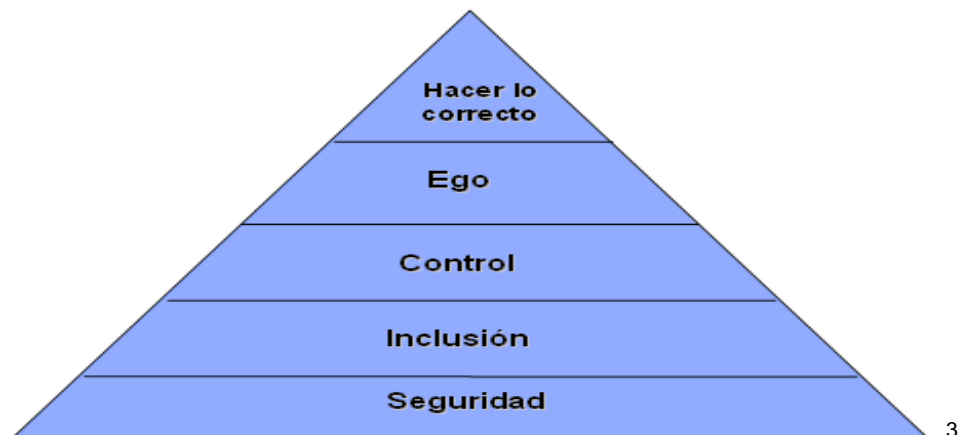 Hacer lo
correcto
Ego
Control
Inclusión
Seguridad
3